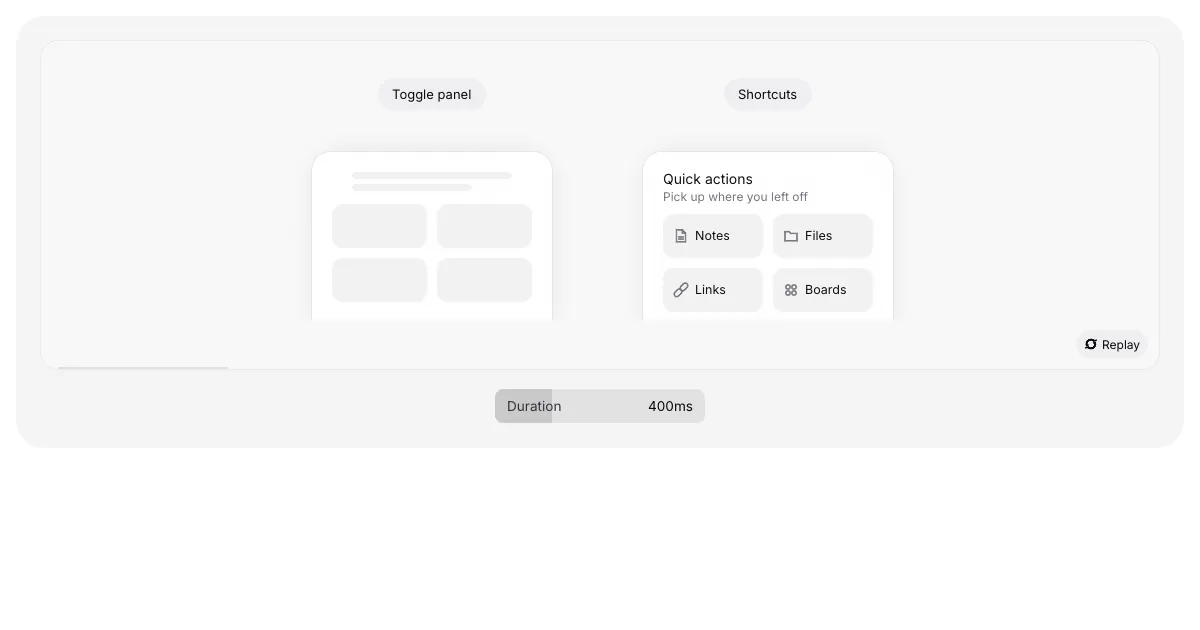 Toggle panel
Shortcuts
Quick actions
Pick up where you left off
Notes
Files
Links
Boards
Replay
Duration
400ms